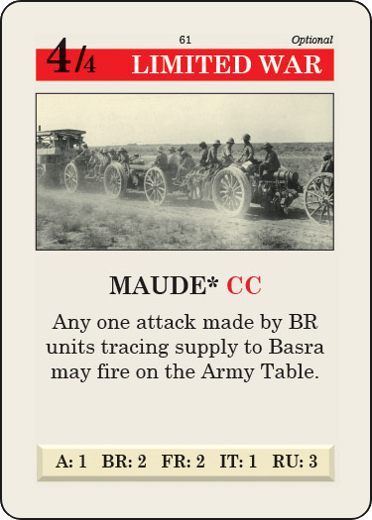 61 Optional
4/4 LIMITED WAR
MAUDE* CC
Any one attack made by BR
units tracing supply to Basra
may fire on the Army Table.
A: 1 BR: 2 FR: 2 IT: 1 RU: 3